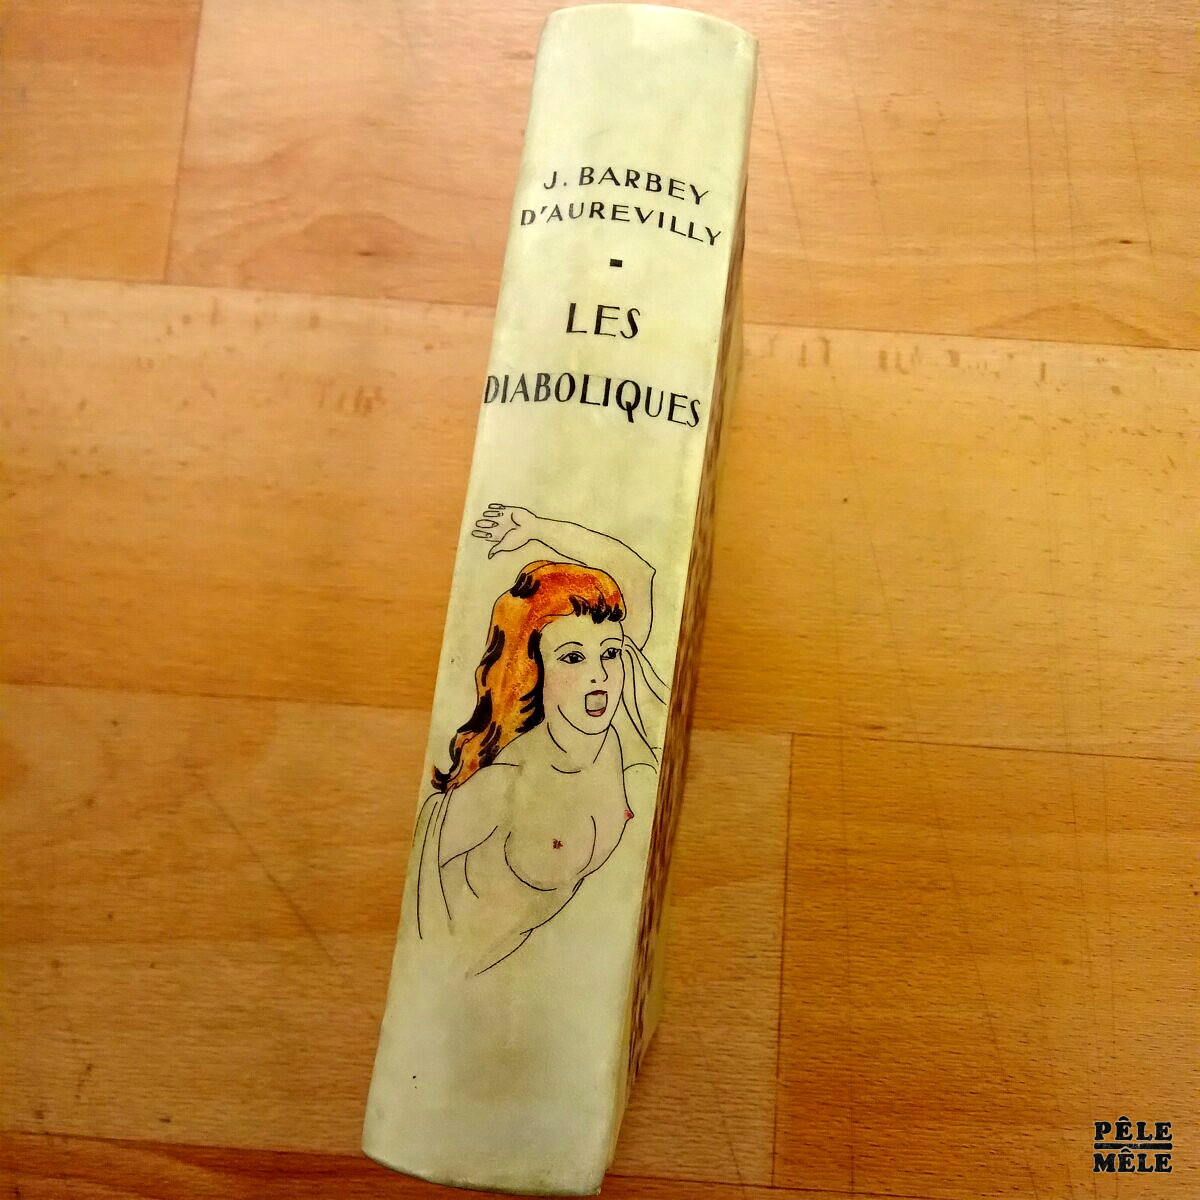 J. BARBEY
D'AUREVILLY
-
LES
DIABOLIQUES
PÊLE
MÊLE